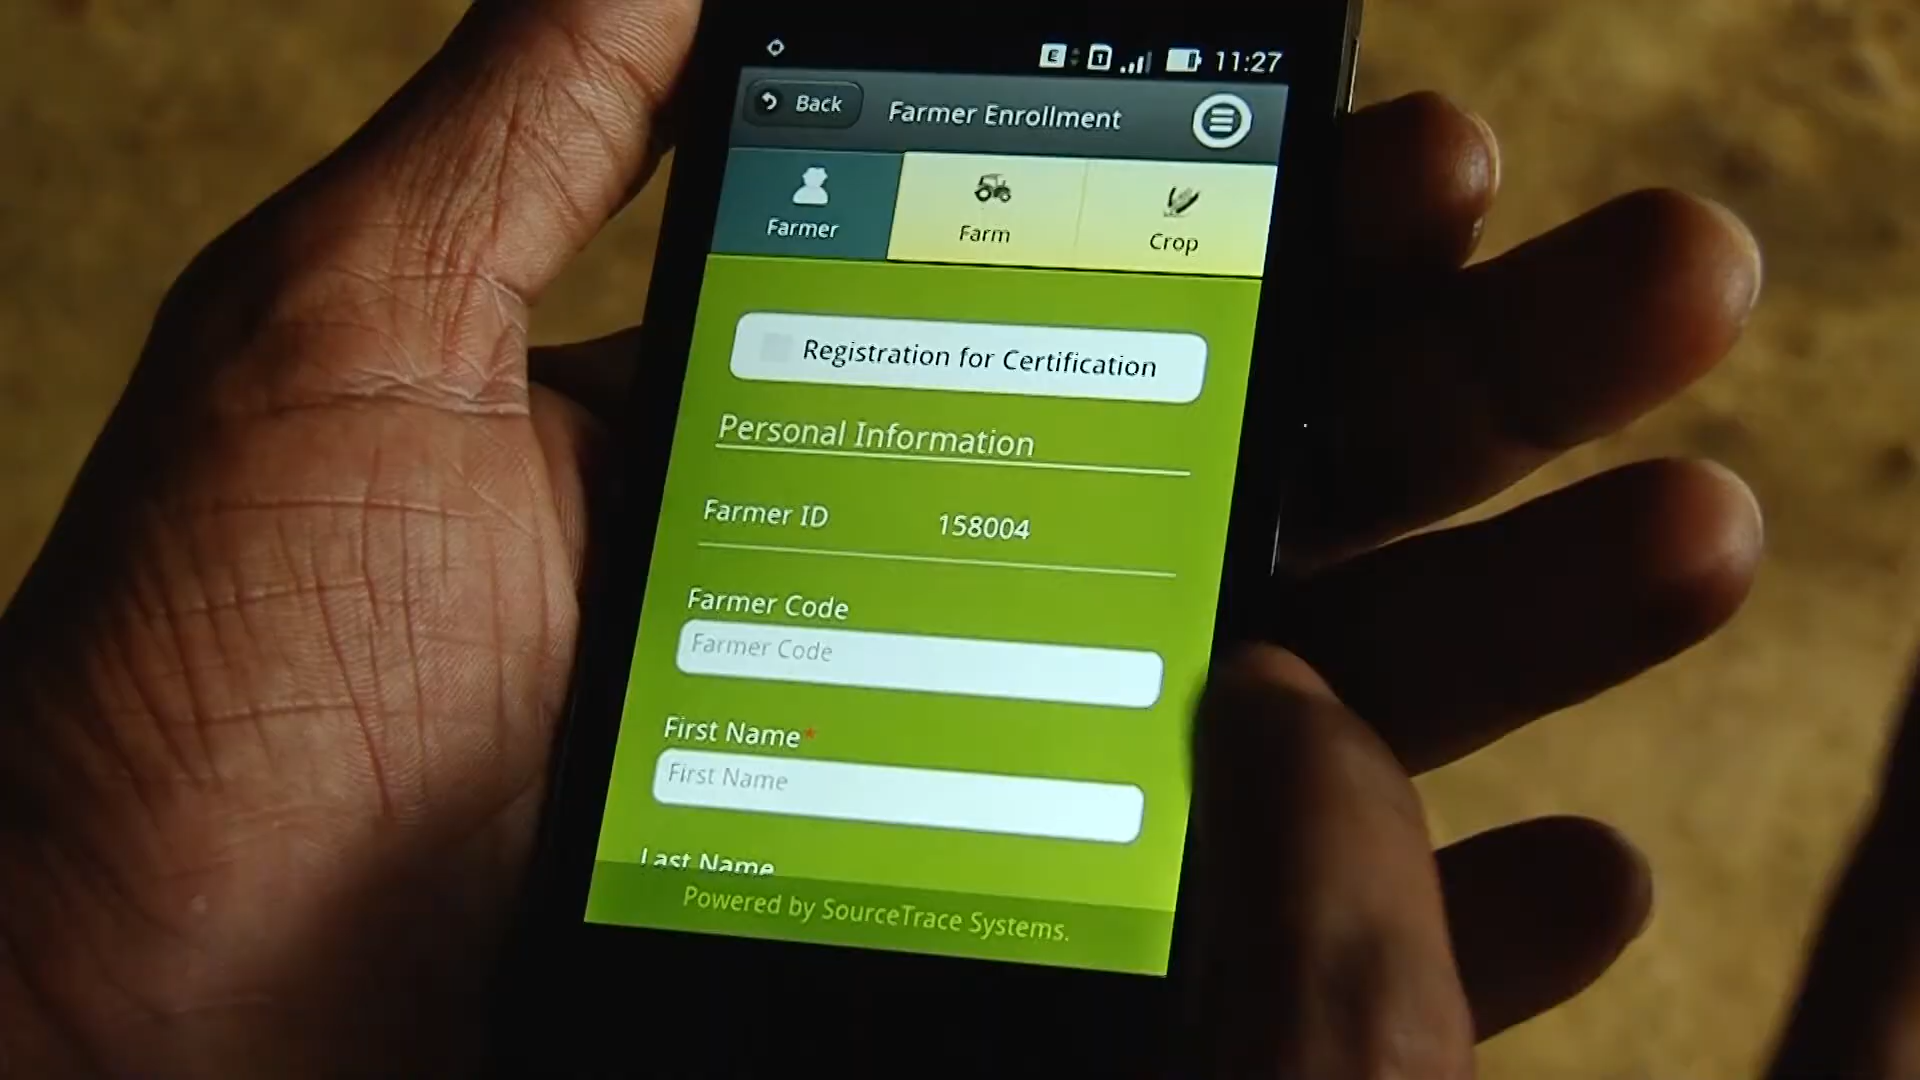 11:27
Back Farmer Enrollment
Farmer Farm Crop
Registration for Certification
Personal Information
Farmer ID 158004
Farmer Code
Farmer Code
First Name*
First Name
Last Name
Powered by SourceTrace Systems.